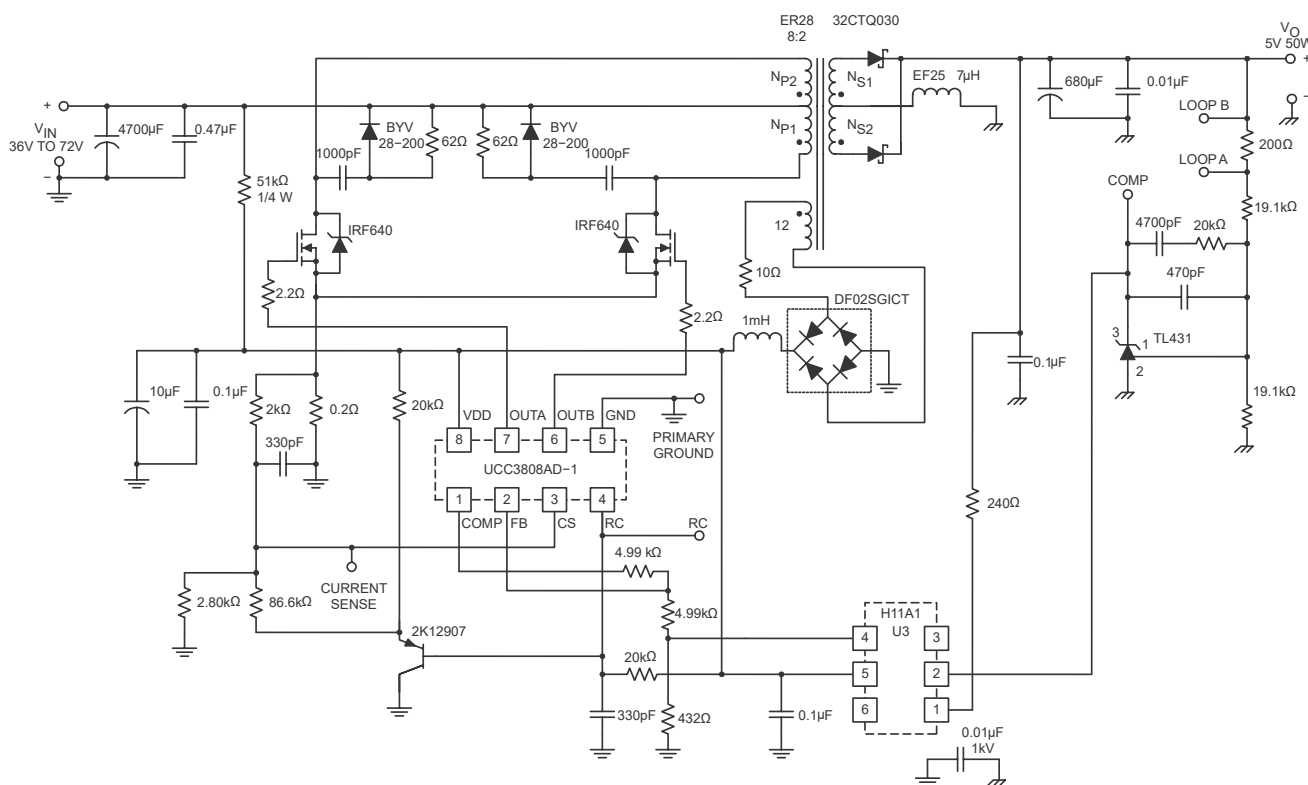 ER28
8:2
32CTQ030
VO
5V 50W
+
−
NP2
NS1
EF25 7µH
680µF
0.01µF
LOOP B
200Ω
LOOP A
19.1kΩ
+
VIN
36V TO 72V
−
4700µF
0.47µF
BYV
28−200
62Ω
62Ω
BYV
28−200
NP1
NS2
1000pF
1000pF
51kΩ
1/4 W
COMP
4700pF
20kΩ
IRF640
IRF640
12
470pF
2.2Ω
10Ω
DF02SGICT
2.2Ω
1mH
3
1
TL431
2
0.1µF
19.1kΩ
10µF
0.1µF
2kΩ
0.2Ω
20kΩ
330pF
VDD
OUTA
OUTB
GND
8
7
6
5
PRIMARY
GROUND
UCC3808AD−1
1
2
3
4
COMP
FB
CS
RC
RC
240Ω
CURRENT
SENSE
4.99 kΩ
2.80kΩ
86.6kΩ
4.99kΩ
H11A1
U3
2K12907
4
3
20kΩ
5
2
6
1
330pF
432Ω
0.1µF
0.01µF
1kV